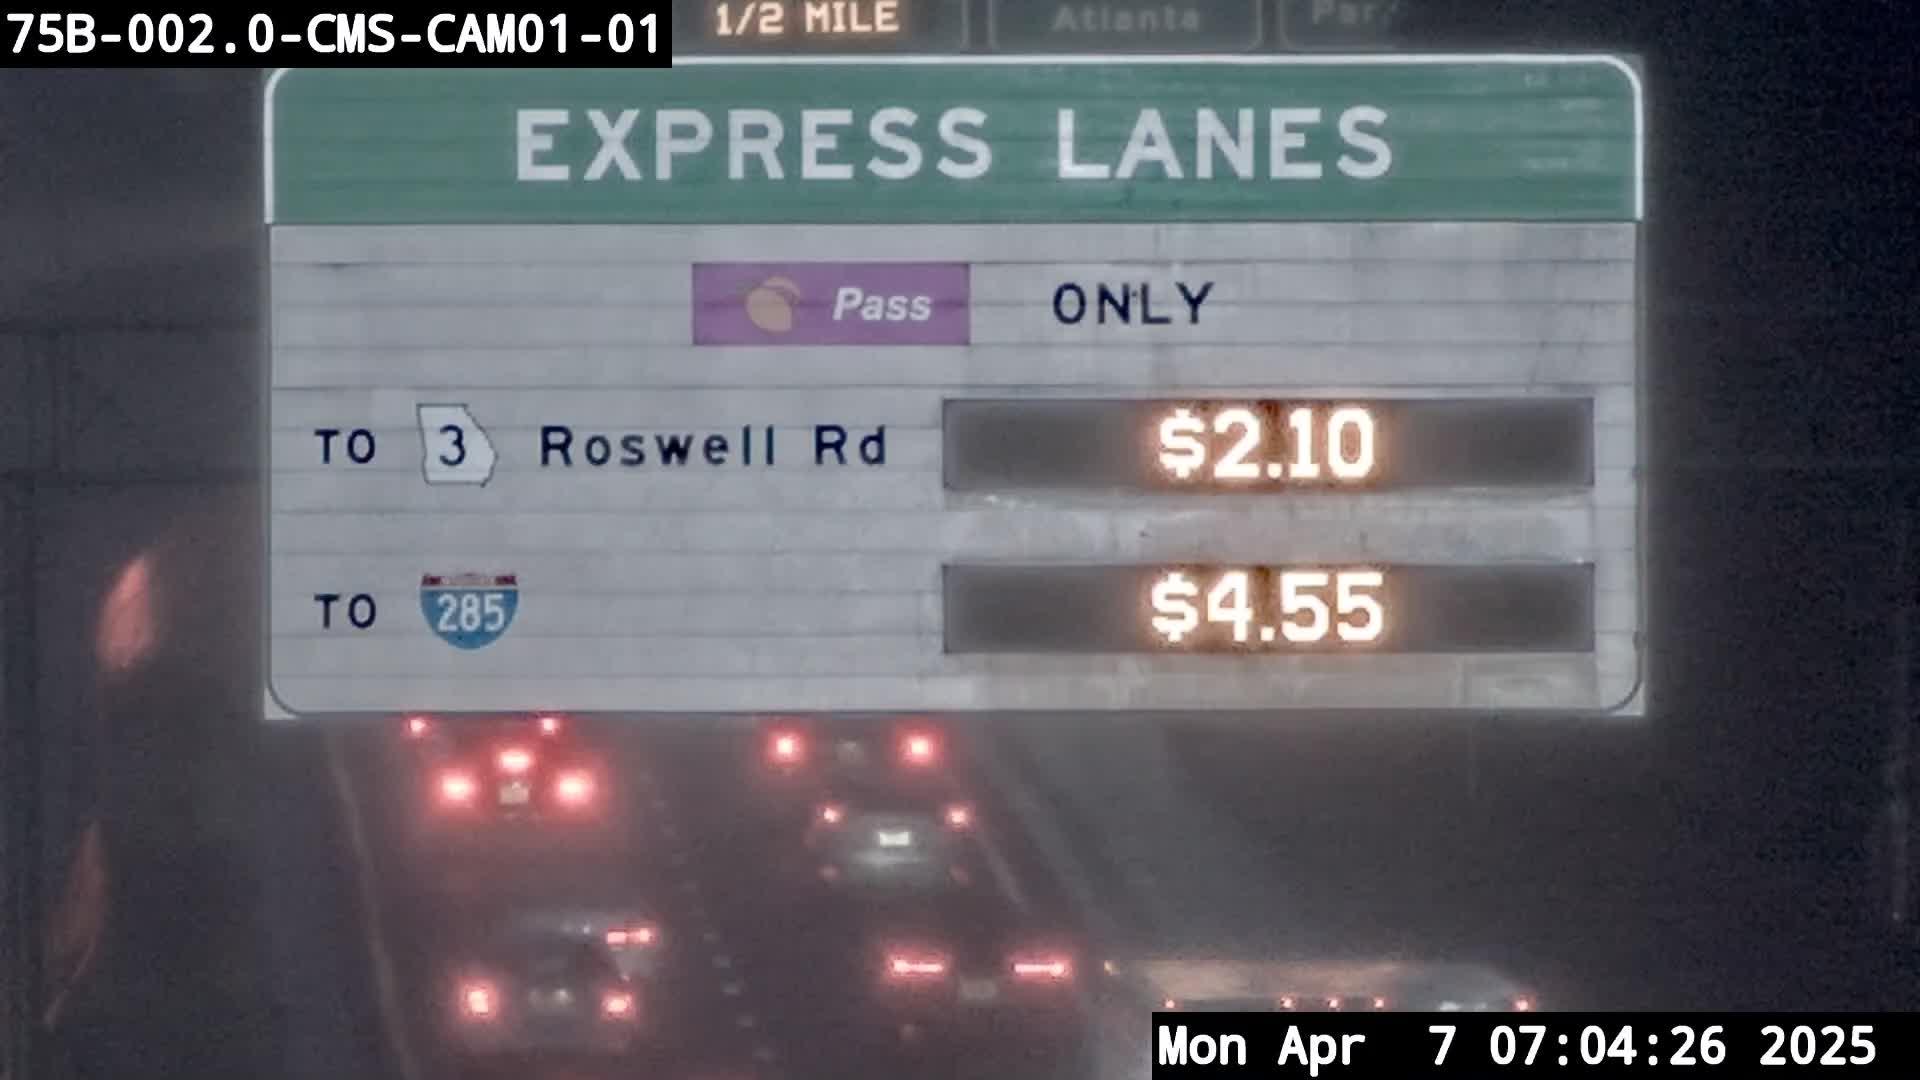 75B-002.0-CMS-CAM01-01
1/2 MILE
Atlanta
EXPRESS LANES
Pass ONLY
TO 3 Roswell Rd $2.10
TO 285 $4.55
Mon Apr 7 07:04:26 2025